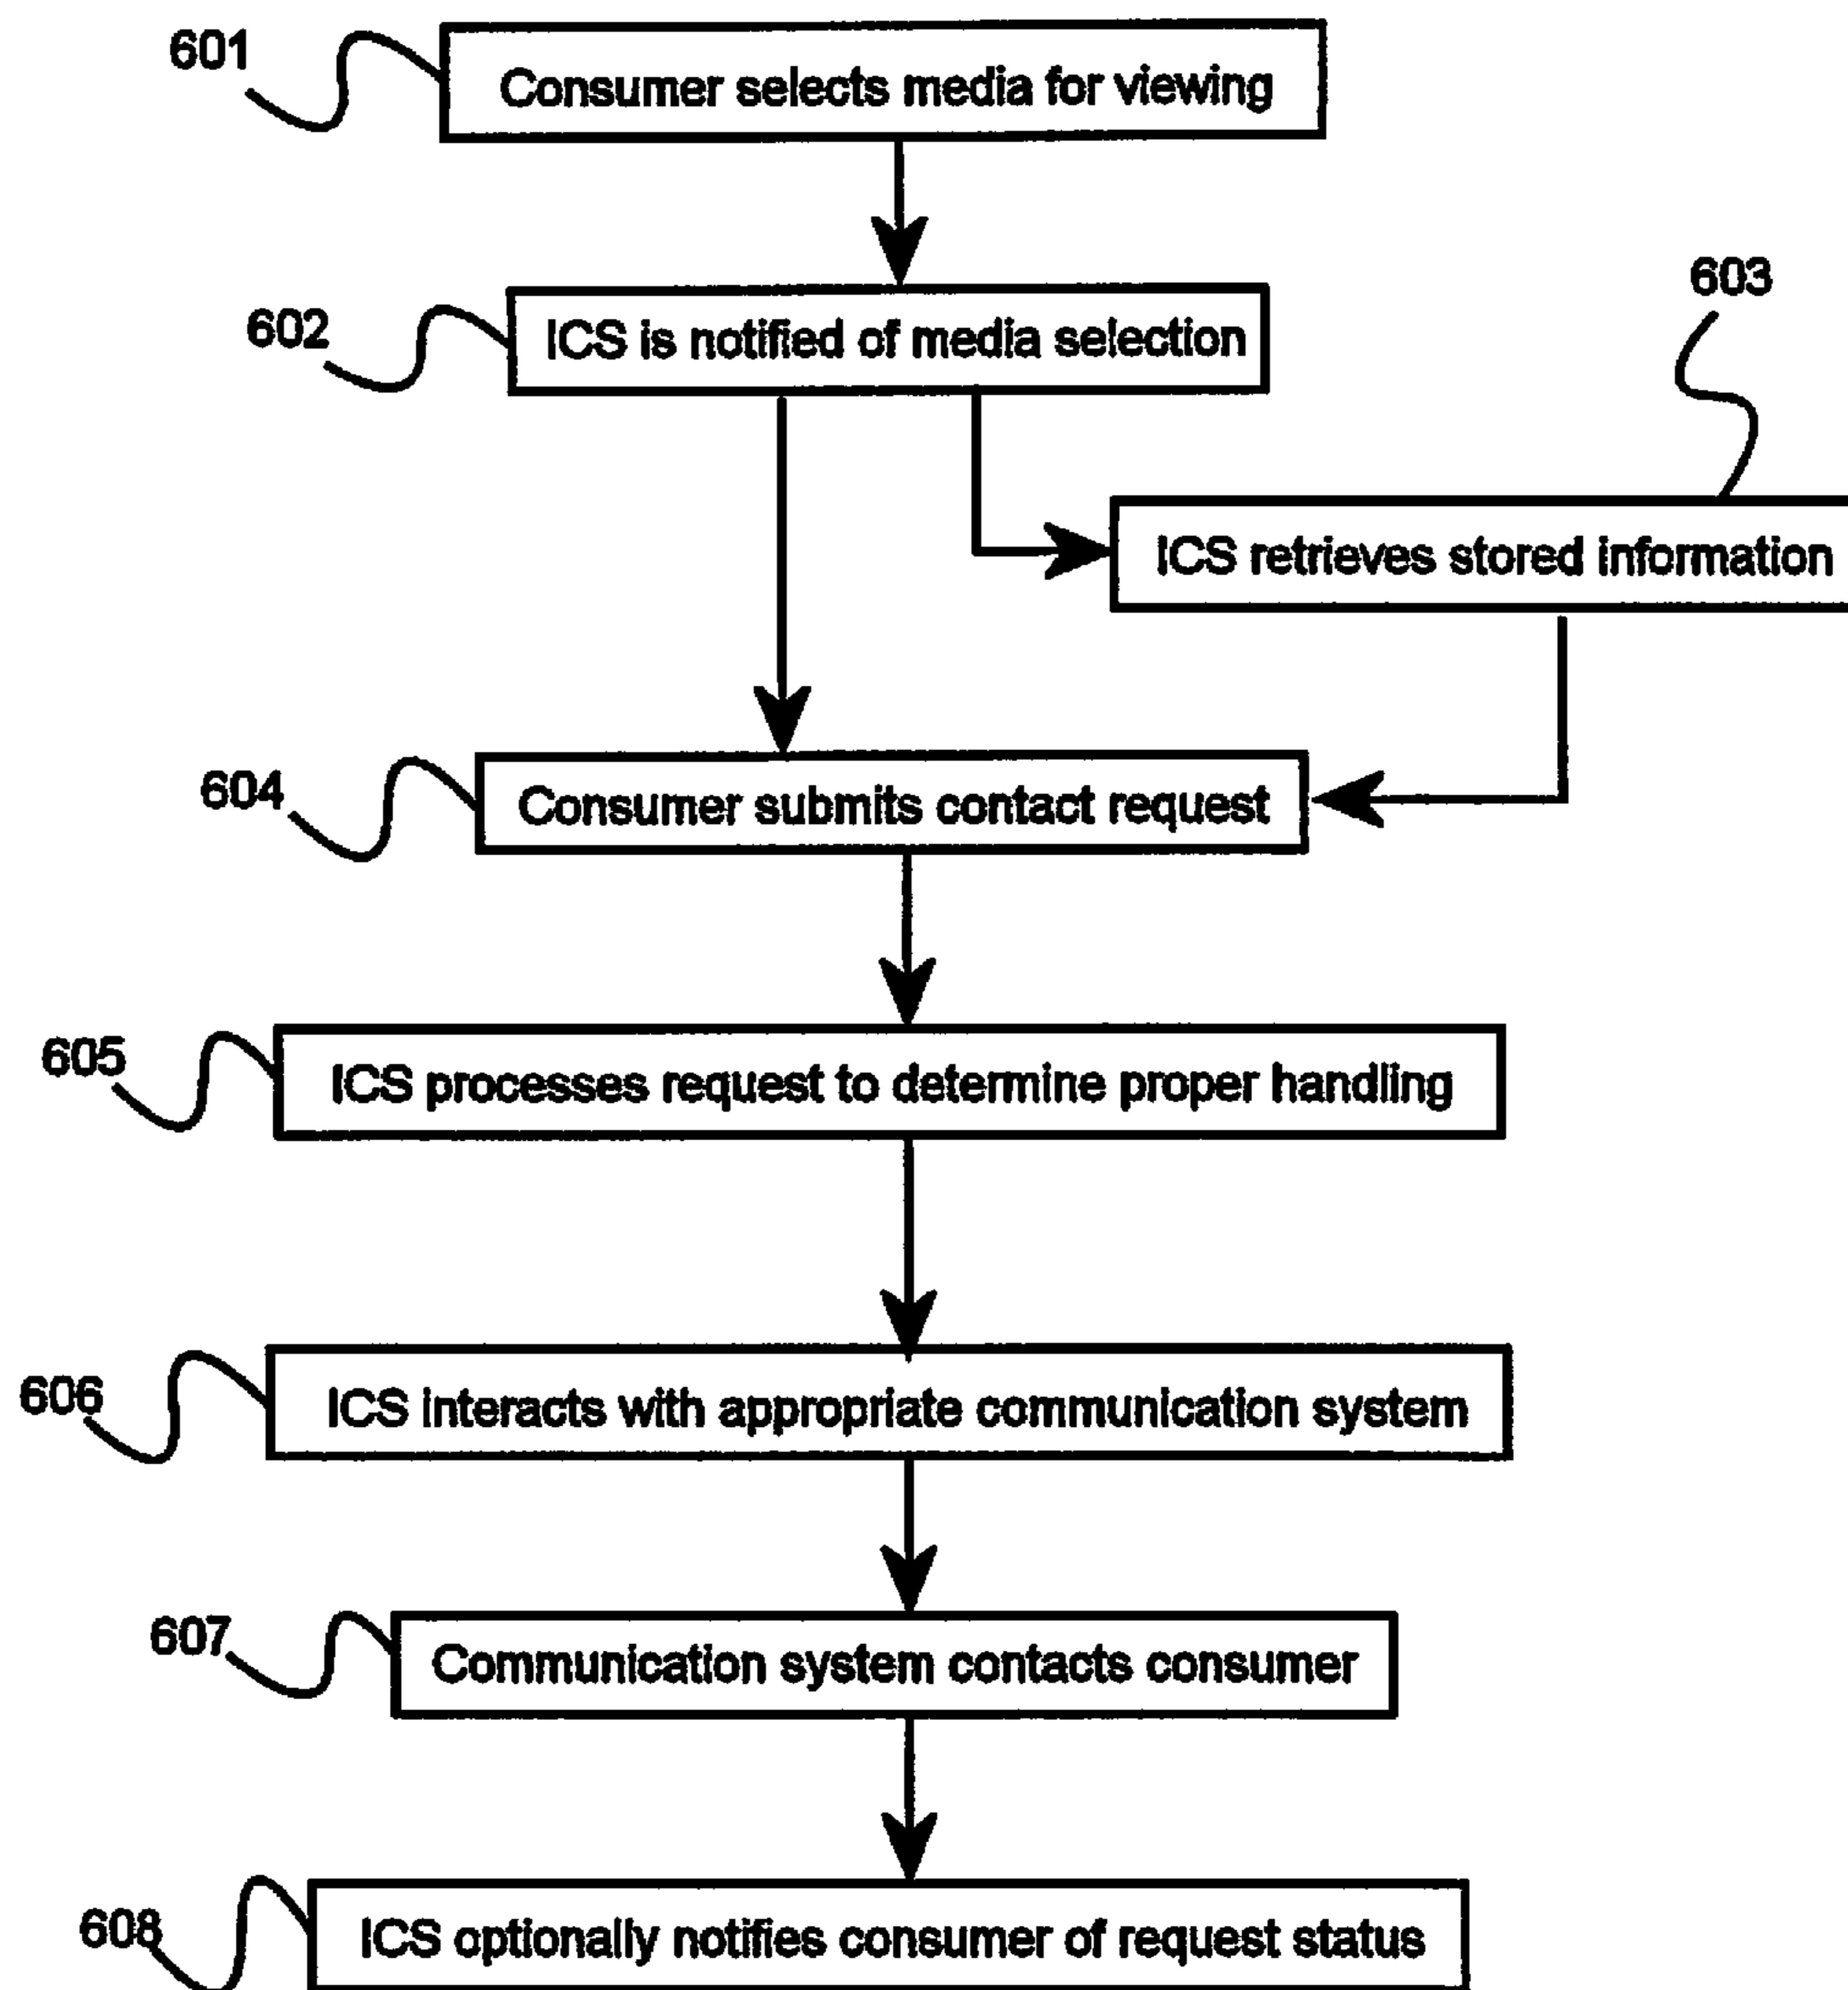 601
Consumer selects media for viewing
602
ICS is notified of media selection
603
ICS retrieves stored information
604
Consumer submits contact request
605
ICS processes request to determine proper handling
606
ICS interacts with appropriate communication system
607
Communication system contacts consumer
608
ICS optionally notifies consumer of request status